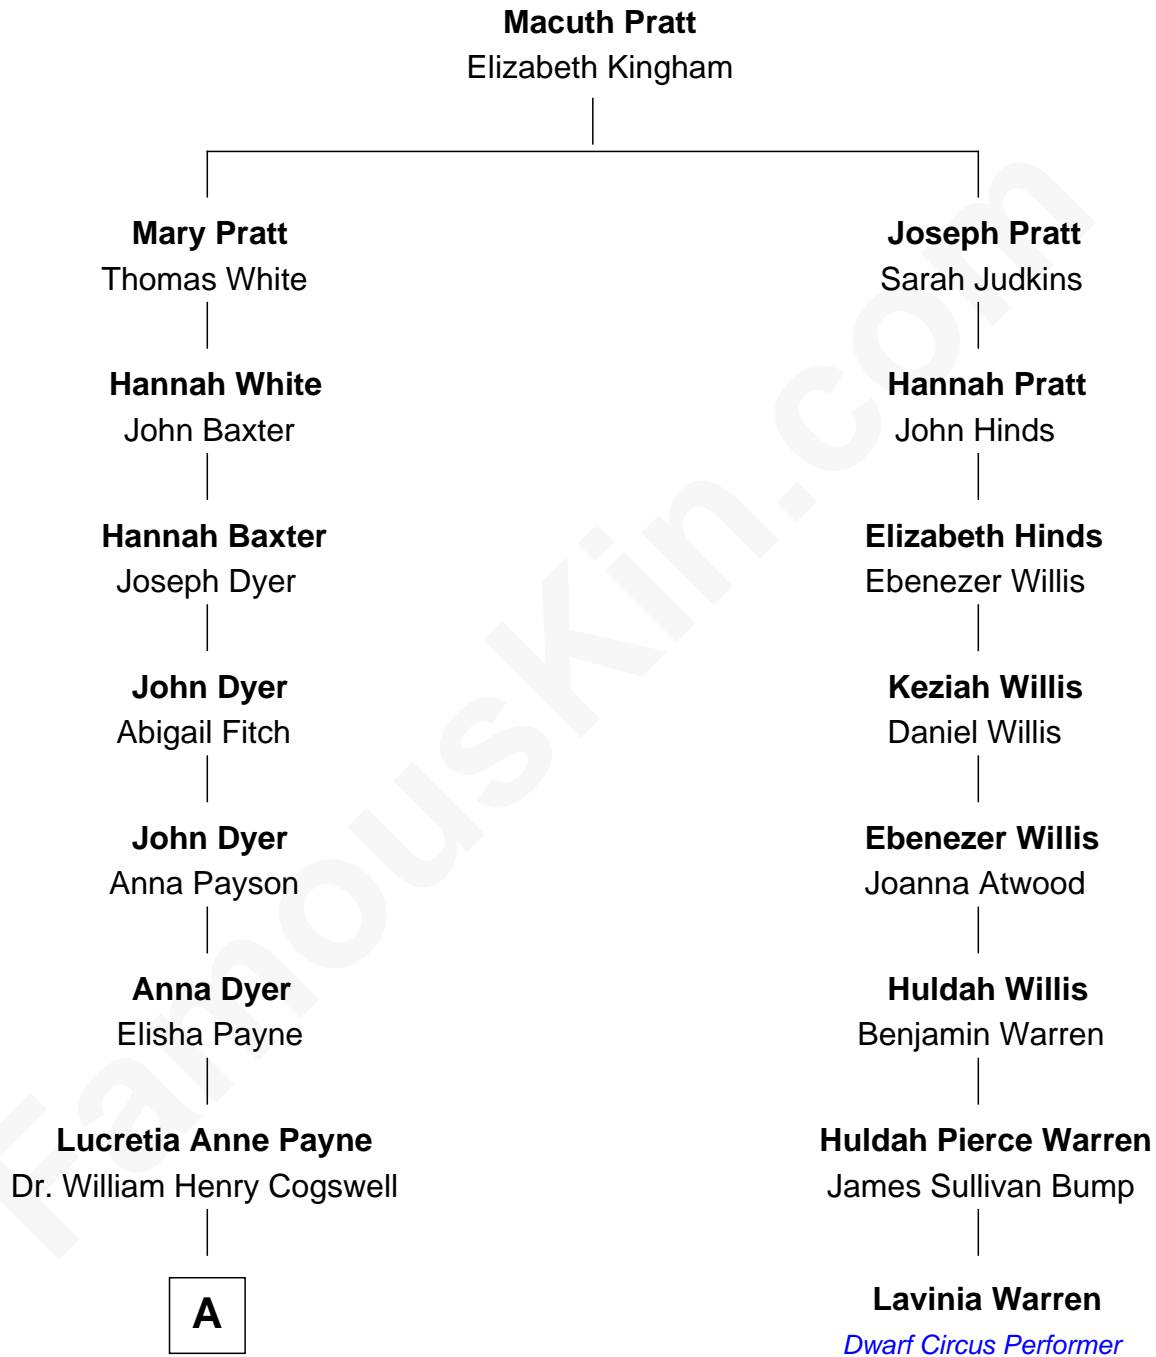 Macuth Pratt
Elizabeth Kingham
Mary Pratt
Thomas White
Hannah White
John Baxter
Hannah Baxter
Joseph Dyer
John Dyer
Abigail Fitch
John Dyer
Anna Payson
Anna Dyer
Elisha Payne
Lucretia Anne Payne
Dr. William Henry Cogswell
A
Joseph Pratt
Sarah Judkins
Hannah Pratt
John Hinds
Elizabeth Hinds
Ebenezer Willis
Keziah Willis
Daniel Willis
Ebenezer Willis
Joanna Atwood
Huldah Willis
Benjamin Warren
Huldah Pierce Warren
James Sullivan Bump
Lavinia Warren
Dwarf Circus Performer
FamousKin.com